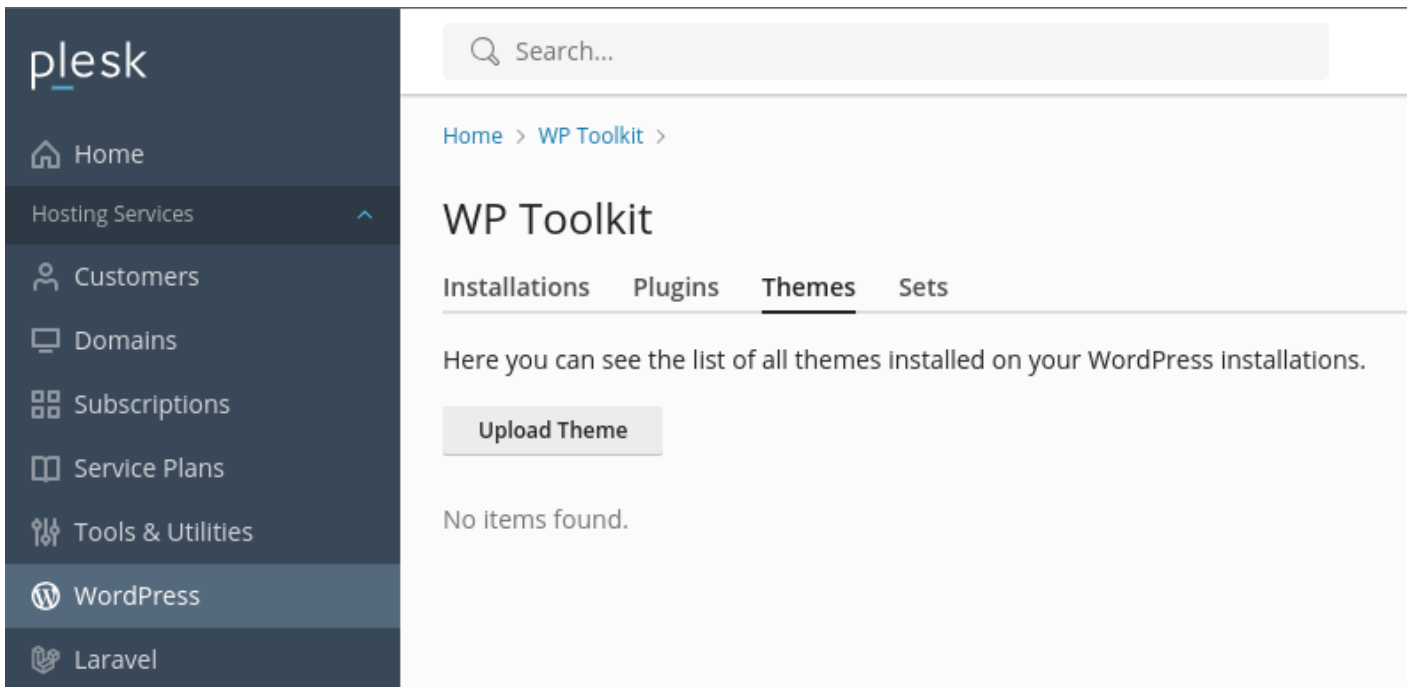 plesk
Search...
Home
Hosting Services
Customers
Domains
Subscriptions
Service Plans
Tools & Utilities
WordPress
Laravel
Home > WP Toolkit >
WP Toolkit
Installations Plugins Themes Sets
Here you can see the list of all themes installed on your WordPress installations.
Upload Theme
No items found.